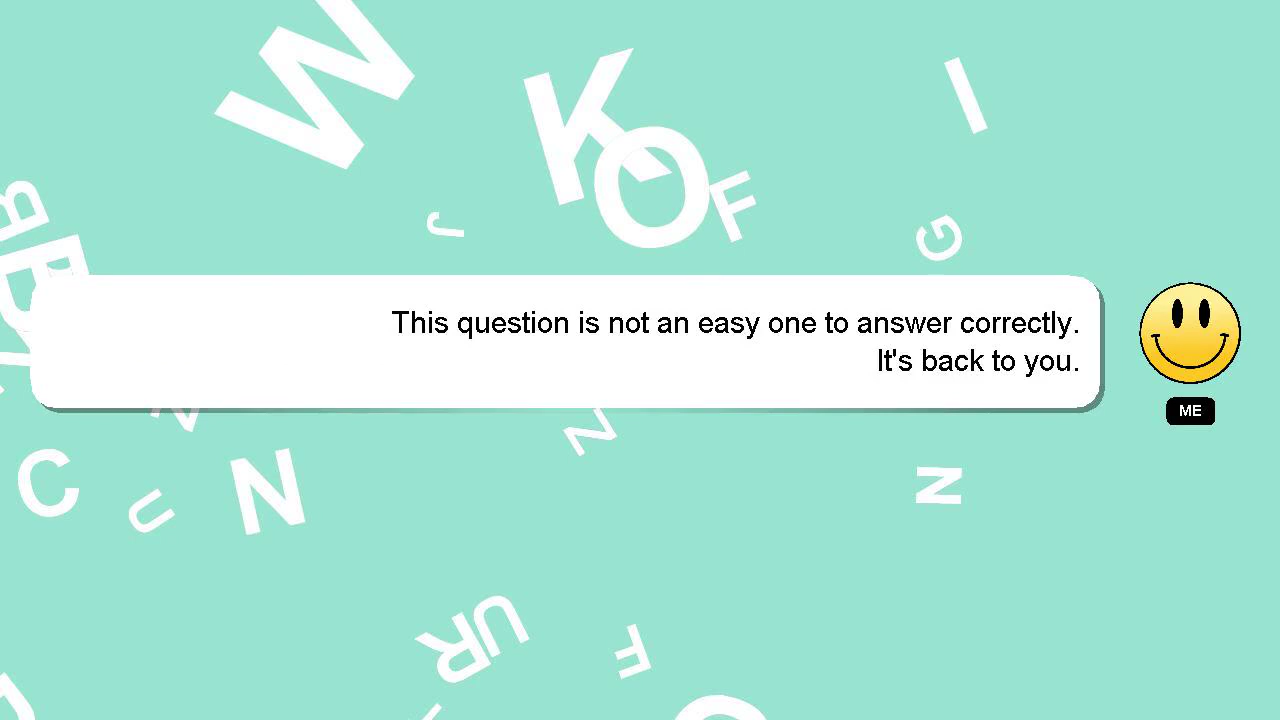 W
K
O
F
I
J
G
R
This question is not an easy one to answer correctly.
It's back to you.
ME
N
N
C
U
N
Z
U
R
F